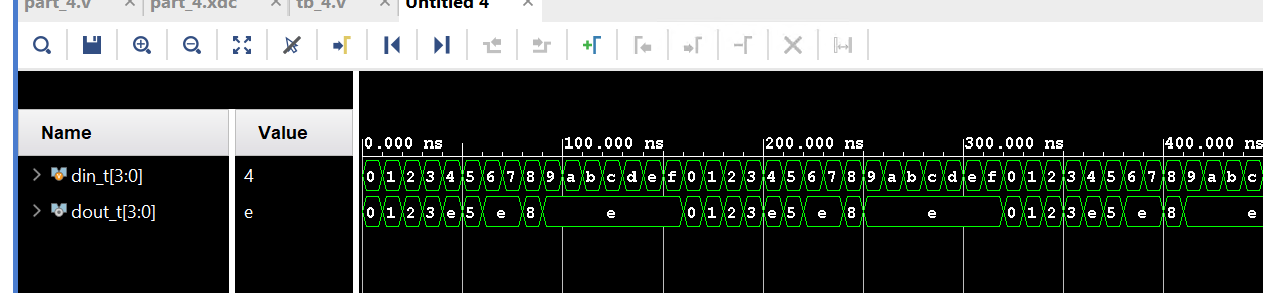 part_4.v × part_4.xdc × tb_4.v × Untitled 4 ×
Name Value
0.000 ns 100.000 ns 200.000 ns 300.000 ns 400.000 ns
din_t[3:0] 4 0 1 2 3 4 5 6 7 8 9 a b c d e f 0 1 2 3 4 5 6 7 8 9 a b c d e f 0 1 2 3 4 5 6 7 8 9 a b c
dout_t[3:0] e 0 1 2 3 e 5 e 8 e 0 1 2 3 e 5 e 8 e 0 1 2 3 e 5 e 8 e